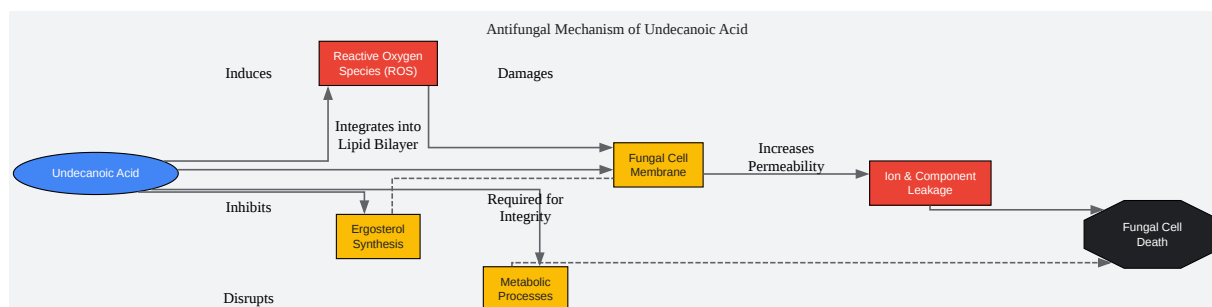 Antifungal Mechanism of Undecanoic Acid
Reactive Oxygen
Species (ROS)
Induces
Damages
Integrates into
Lipid Bilayer
Undecanoic Acid
Fungal Cell
Membrane
Increases
Permeability
Ion & Component
Leakage
Inhibits
Required for
Integrity
Ergosterol
Synthesis
Fungal Cell
Death
Metabolic
Processes
Disrupts